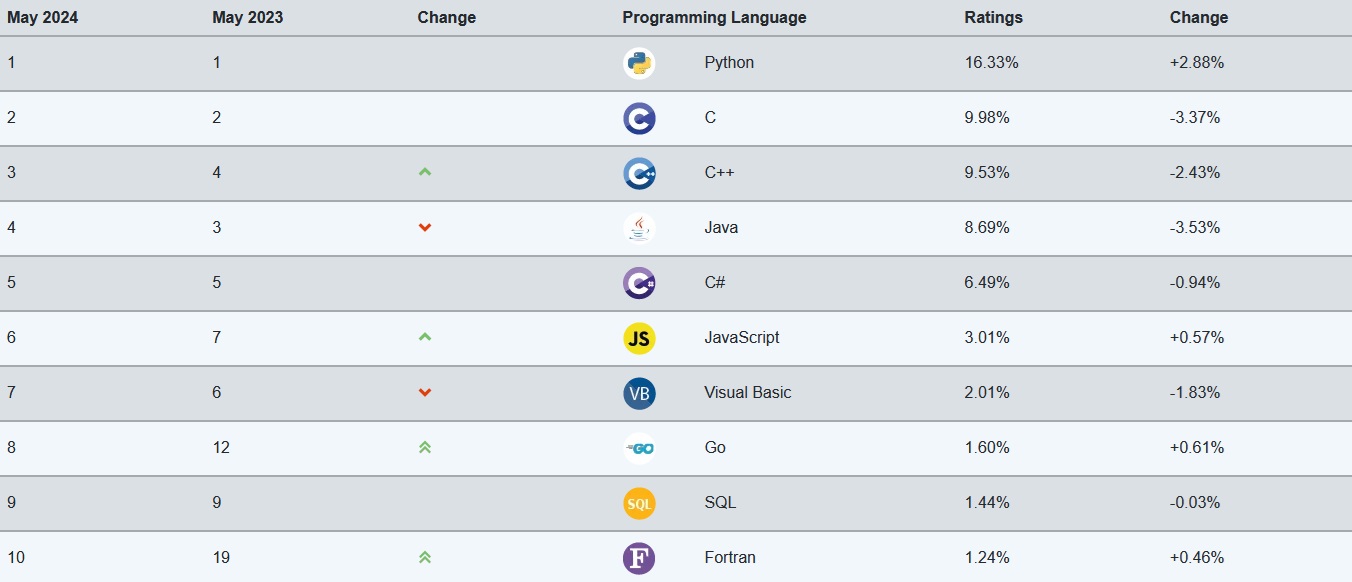 May 2024 May 2023 Change Programming Language Ratings Change
1 1 Python 16.33% +2.88%
2 2 C C 9.98% -3.37%
3 4 C++ C++ 9.53% -2.43%
4 3 Java 8.69% -3.53%
5 5 C# C# 6.49% -0.94%
6 7 JS JavaScript 3.01% +0.57%
7 6 VB Visual Basic 2.01% -1.83%
8 12 GO Go 1.60% +0.61%
9 9 SQL SQL 1.44% -0.03%
10 19 F Fortran 1.24% +0.46%